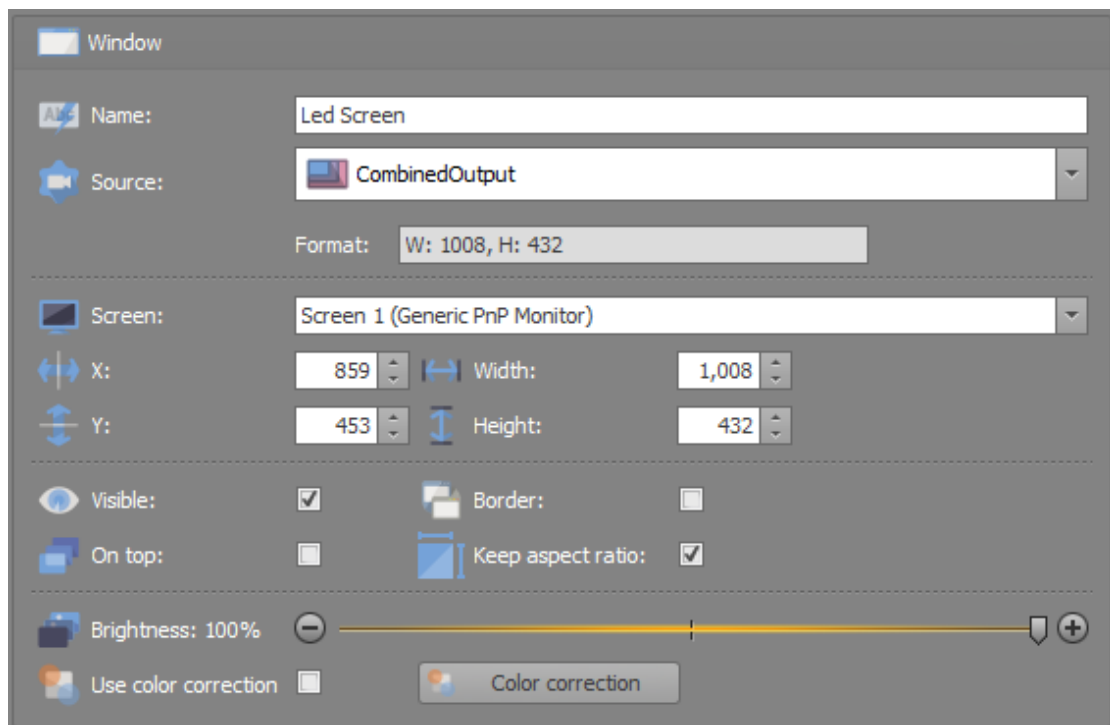 Window
Name: Led Screen
Source: CombinedOutput
Format: W: 1008, H: 432
Screen: Screen 1 (Generic PnP Monitor)
X: 859 Width: 1,008
Y: 453 Height: 432
Visible: Border:
On top: Keep aspect ratio:
Brightness: 100%
Use color correction Color correction